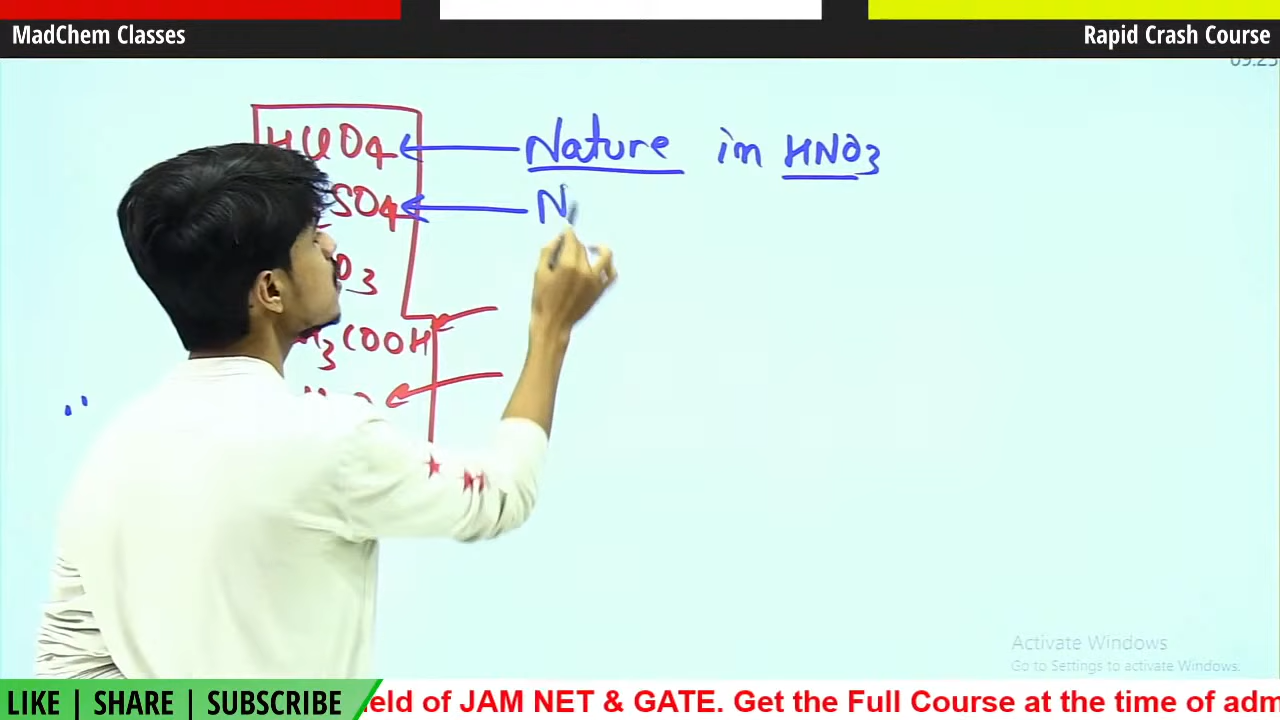 MadChem Classes
Rapid Crash Course
HClO4 Nature in HNO3
SO4 N
O3
3COOH
Activate Windows
Go to Settings to activate Windows.
LIKE | SHARE | SUBSCRIBE
eld of JAM NET & GATE. Get the Full Course at the time of adm